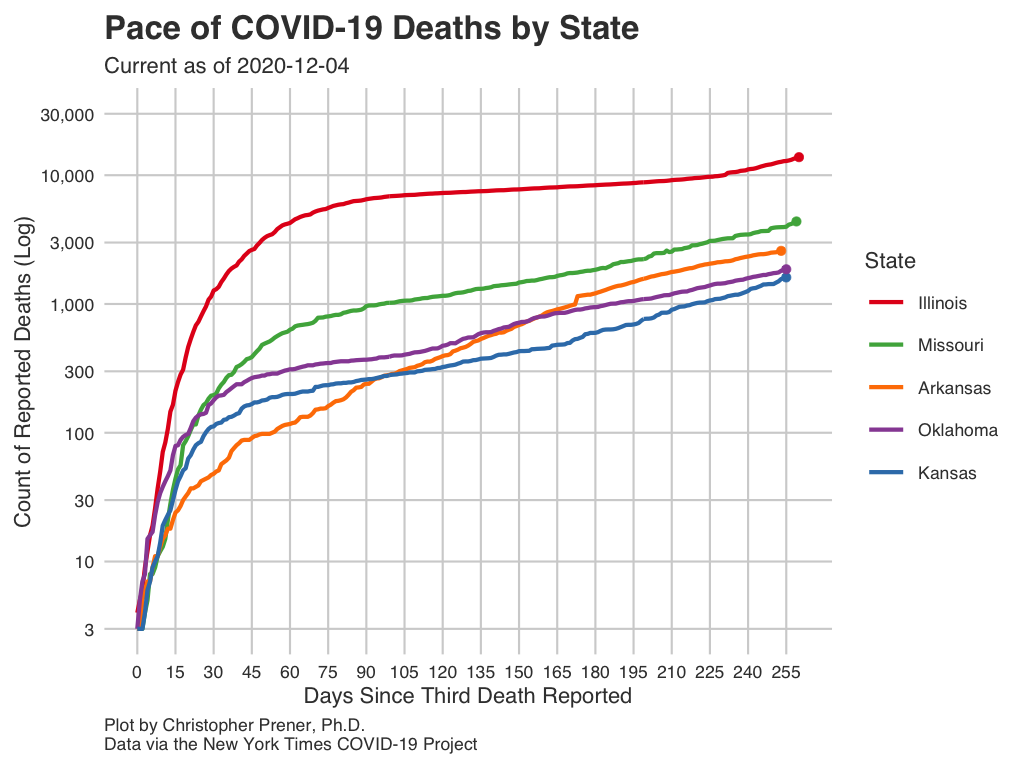 Pace of COVID-19 Deaths by State
Current as of 2020-12-04
Count of Reported Deaths (Log)
30,000
10,000
3,000
1,000
300
100
30
10
3
0 15 30 45 60 75 90 105 120 135 150 165 180 195 210 225 240 255
Days Since Third Death Reported
State
Illinois
Missouri
Arkansas
Oklahoma
Kansas
Plot by Christopher Prener, Ph.D.
Data via the New York Times COVID-19 Project